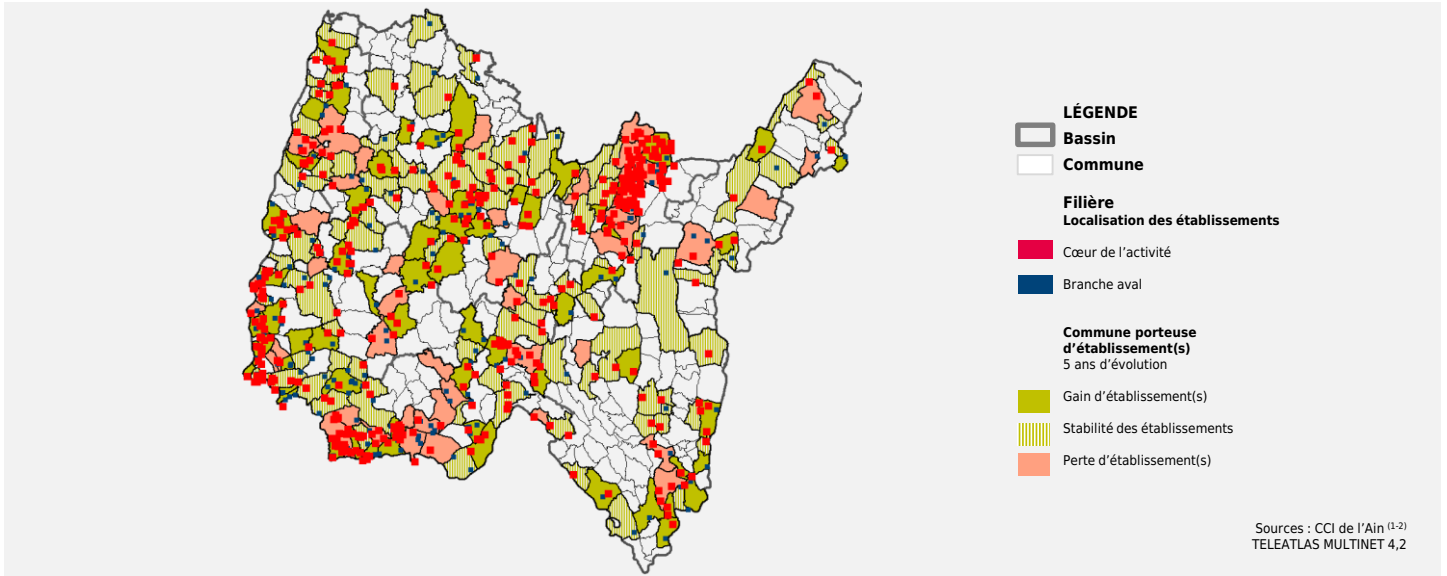 LÉGENDE
Bassin
Commune
Filière
Localisation des établissements
Cœur de l’activité
Branche aval
Commune porteuse
d’établissement(s)
5 ans d’évolution
Gain d’établissement(s)
Stabilité des établissements
Perte d’établissement(s)
Sources : CCI de l’Ain (1-2)
TELEATLAS MULTINET 4,2